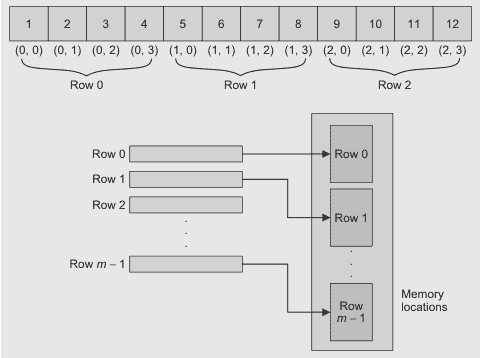 1 2 3 4 5 6 7 8 9 10 11 12
(0, 0) (0, 1) (0, 2) (0, 3) (1, 0) (1, 1) (1, 2) (1, 3) (2, 0) (2, 1) (2, 2) (2, 3)
Row 0 Row 1 Row 2
Row 0
Row 1
Row 2
Row m – 1
Row 0
Row 1
Row
m – 1
Memory
locations